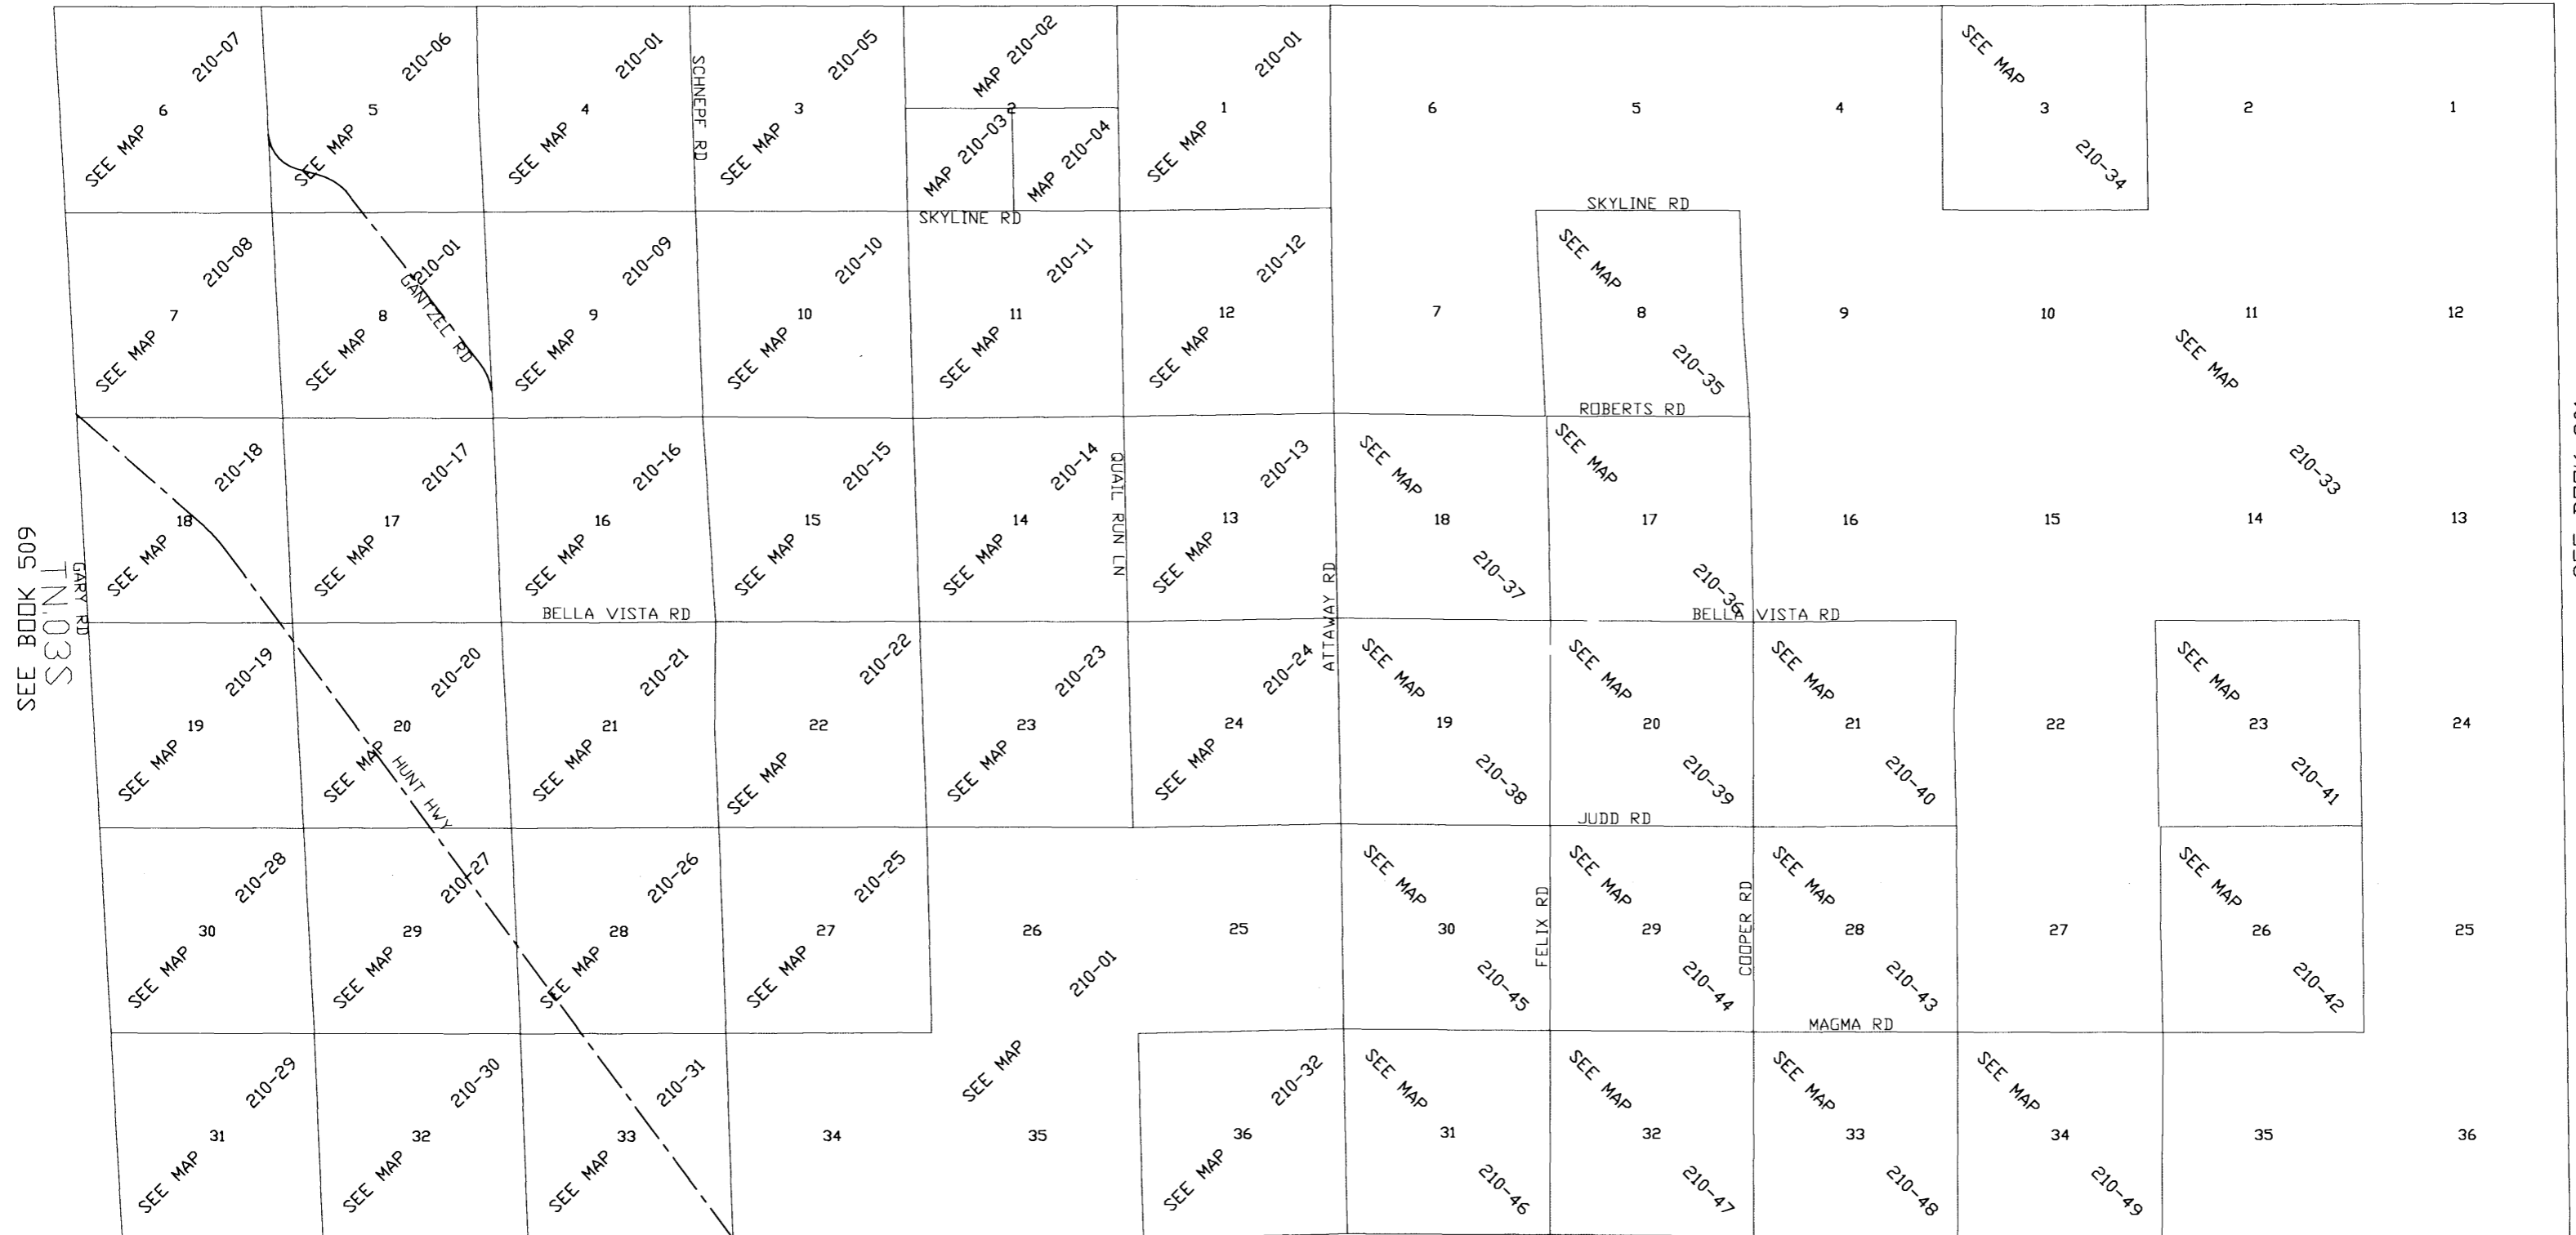 SEE MAP 6 210-07
SEE MAP 5 210-06
SEE MAP 4 210-01
SCHNEPF RD
SEE MAP 3 210-05
MAP 210-02
2
MAP 210-03
MAP 210-04
SEE MAP 1 210-01
6
5
4
SEE MAP 3 210-34
2
1
SKYLINE RD
SKYLINE RD
SEE MAP 7 210-08
SEE MAP 8 210-01
GANTZEL RD
SEE MAP 9 210-09
SEE MAP 10 210-10
SEE MAP 11 210-11
SEE MAP 12 210-12
7
SEE MAP 8 210-35
9
10
11
12
SEE MAP
210-33
ROBERTS RD
SEE BOOK 509
TN.03S
GARY RD
SEE MAP 18 210-18
SEE MAP 17 210-17
SEE MAP 16 210-16
SEE MAP 15 210-15
SEE MAP 14 210-14
QUAIL RUN LN
SEE MAP 13 210-13
ATTAWAY RD
SEE MAP 18 210-37
SEE MAP 17 210-36
16
15
14
13
BELLA VISTA RD
BELLA VISTA RD
SEE MAP 19 210-19
SEE MAP 20 210-20
HUNT HWY
SEE MAP 21 210-21
SEE MAP 22 210-22
SEE MAP 23 210-23
SEE MAP 24 210-24
SEE MAP 19 210-38
SEE MAP 20 210-39
SEE MAP 21 210-40
22
SEE MAP 23 210-41
24
JUDD RD
SEE MAP 30 210-28
SEE MAP 29 210-27
SEE MAP 28 210-26
SEE MAP 27 210-25
26
25
SEE MAP 210-01
SEE MAP 30 210-45
FELIX RD
SEE MAP 29 210-44
COOPER RD
SEE MAP 28 210-43
27
SEE MAP 26 210-42
25
MAGMA RD
SEE MAP 31 210-29
SEE MAP 32 210-30
SEE MAP 33 210-31
34
35
SEE MAP 36 210-32
SEE MAP 31 210-46
SEE MAP 32 210-47
SEE MAP 33 210-48
SEE MAP 34 210-49
35
36